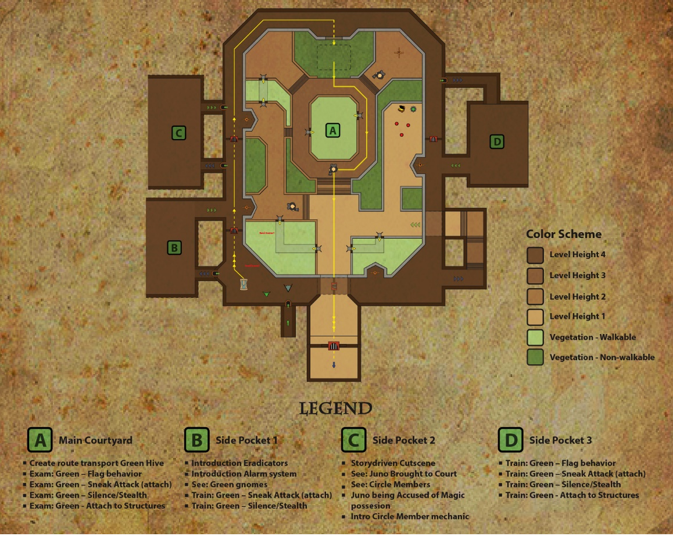 C
A
D
B
Color Scheme
Level Height 4
Level Height 3
Level Height 2
Level Height 1
Vegetation - Walkable
Vegetation - Non-walkable
LEGEND
A Main Courtyard
▪ Create route transport Green Hive
▪ Exam: Green – Flag behavior
▪ Exam: Green – Sneak Attack (attach)
▪ Exam: Green – Silence/Stealth
▪ Exam: Green - Attach to Structures
B Side Pocket 1
▪ Introduction Eradicators
▪ Introduction Alarm system
▪ See: Green gnomes
▪ Train: Green – Sneak Attack (attach)
▪ Train: Green – Silence/Stealth
C Side Pocket 2
▪ Storydriven Cutscene
▪ See: Juno Brought to Court
▪ See: Circle Members
▪ Juno being Accused of Magic
possesion
▪ Intro Circle Member mechanic
D Side Pocket 3
▪ Train: Green – Flag behavior
▪ Train: Green – Sneak Attack (attach)
▪ Train: Green – Silence/Stealth
▪ Train: Green - Attach to Structures